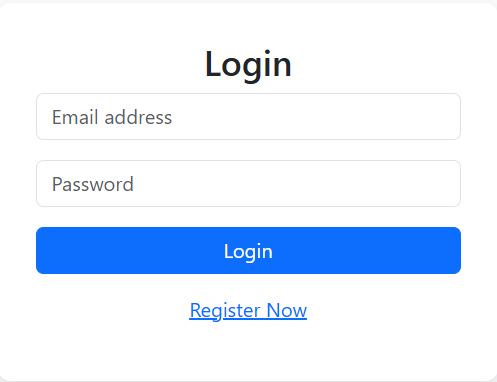 Login
Email address
Password
Login
Register Now